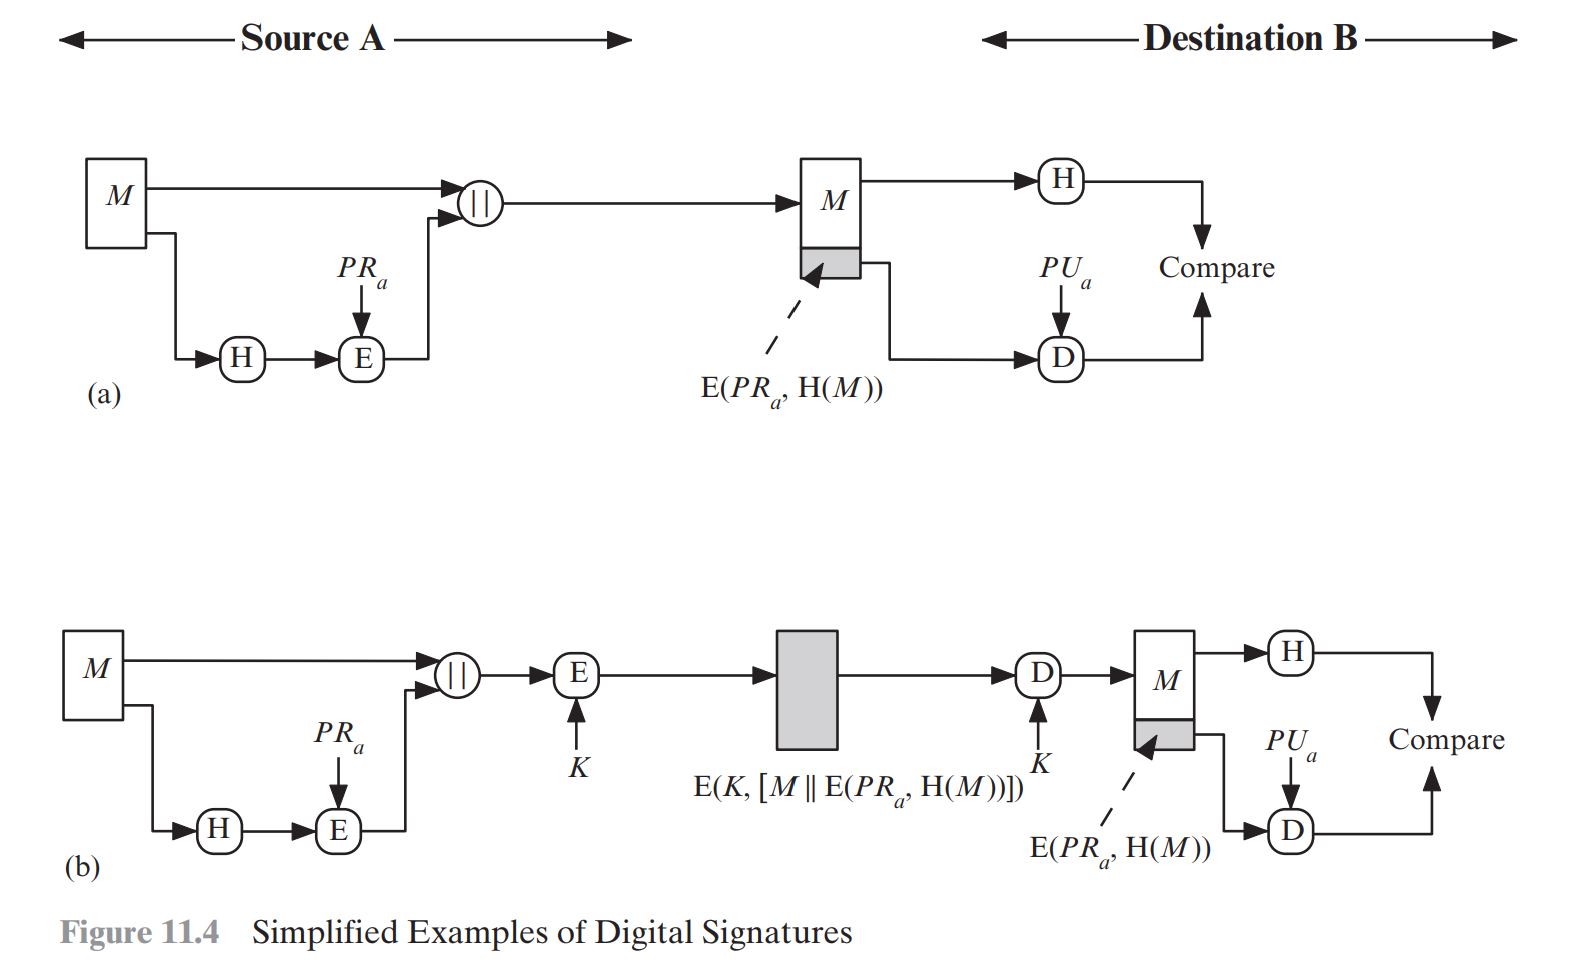 Source A
Destination B
M
||
M
H
PRa
PUa
Compare
H
E
D
E(PRa, H(M))
(a)
M
||
E
D
M
H
K
K
PRa
PUa
Compare
E(K, [M || E(PRa, H(M))])
H
E
D
E(PRa, H(M))
(b)
Figure 11.4 Simplified Examples of Digital Signatures